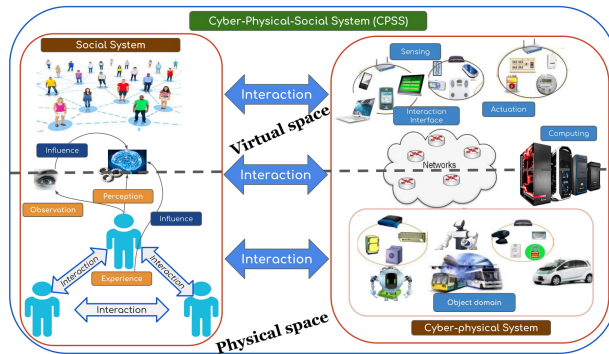 Cyber-Physical-Social System (CPSS)
Social System
Sensing
Interaction
Interaction
Interface
Actuation
Virtual space
Influence
Computing
Networks
Interaction
Perception
Observation
Influence
Interaction
Interaction
Interaction
Experience
Interaction
Object domain
Physical space
Cyber-physical System